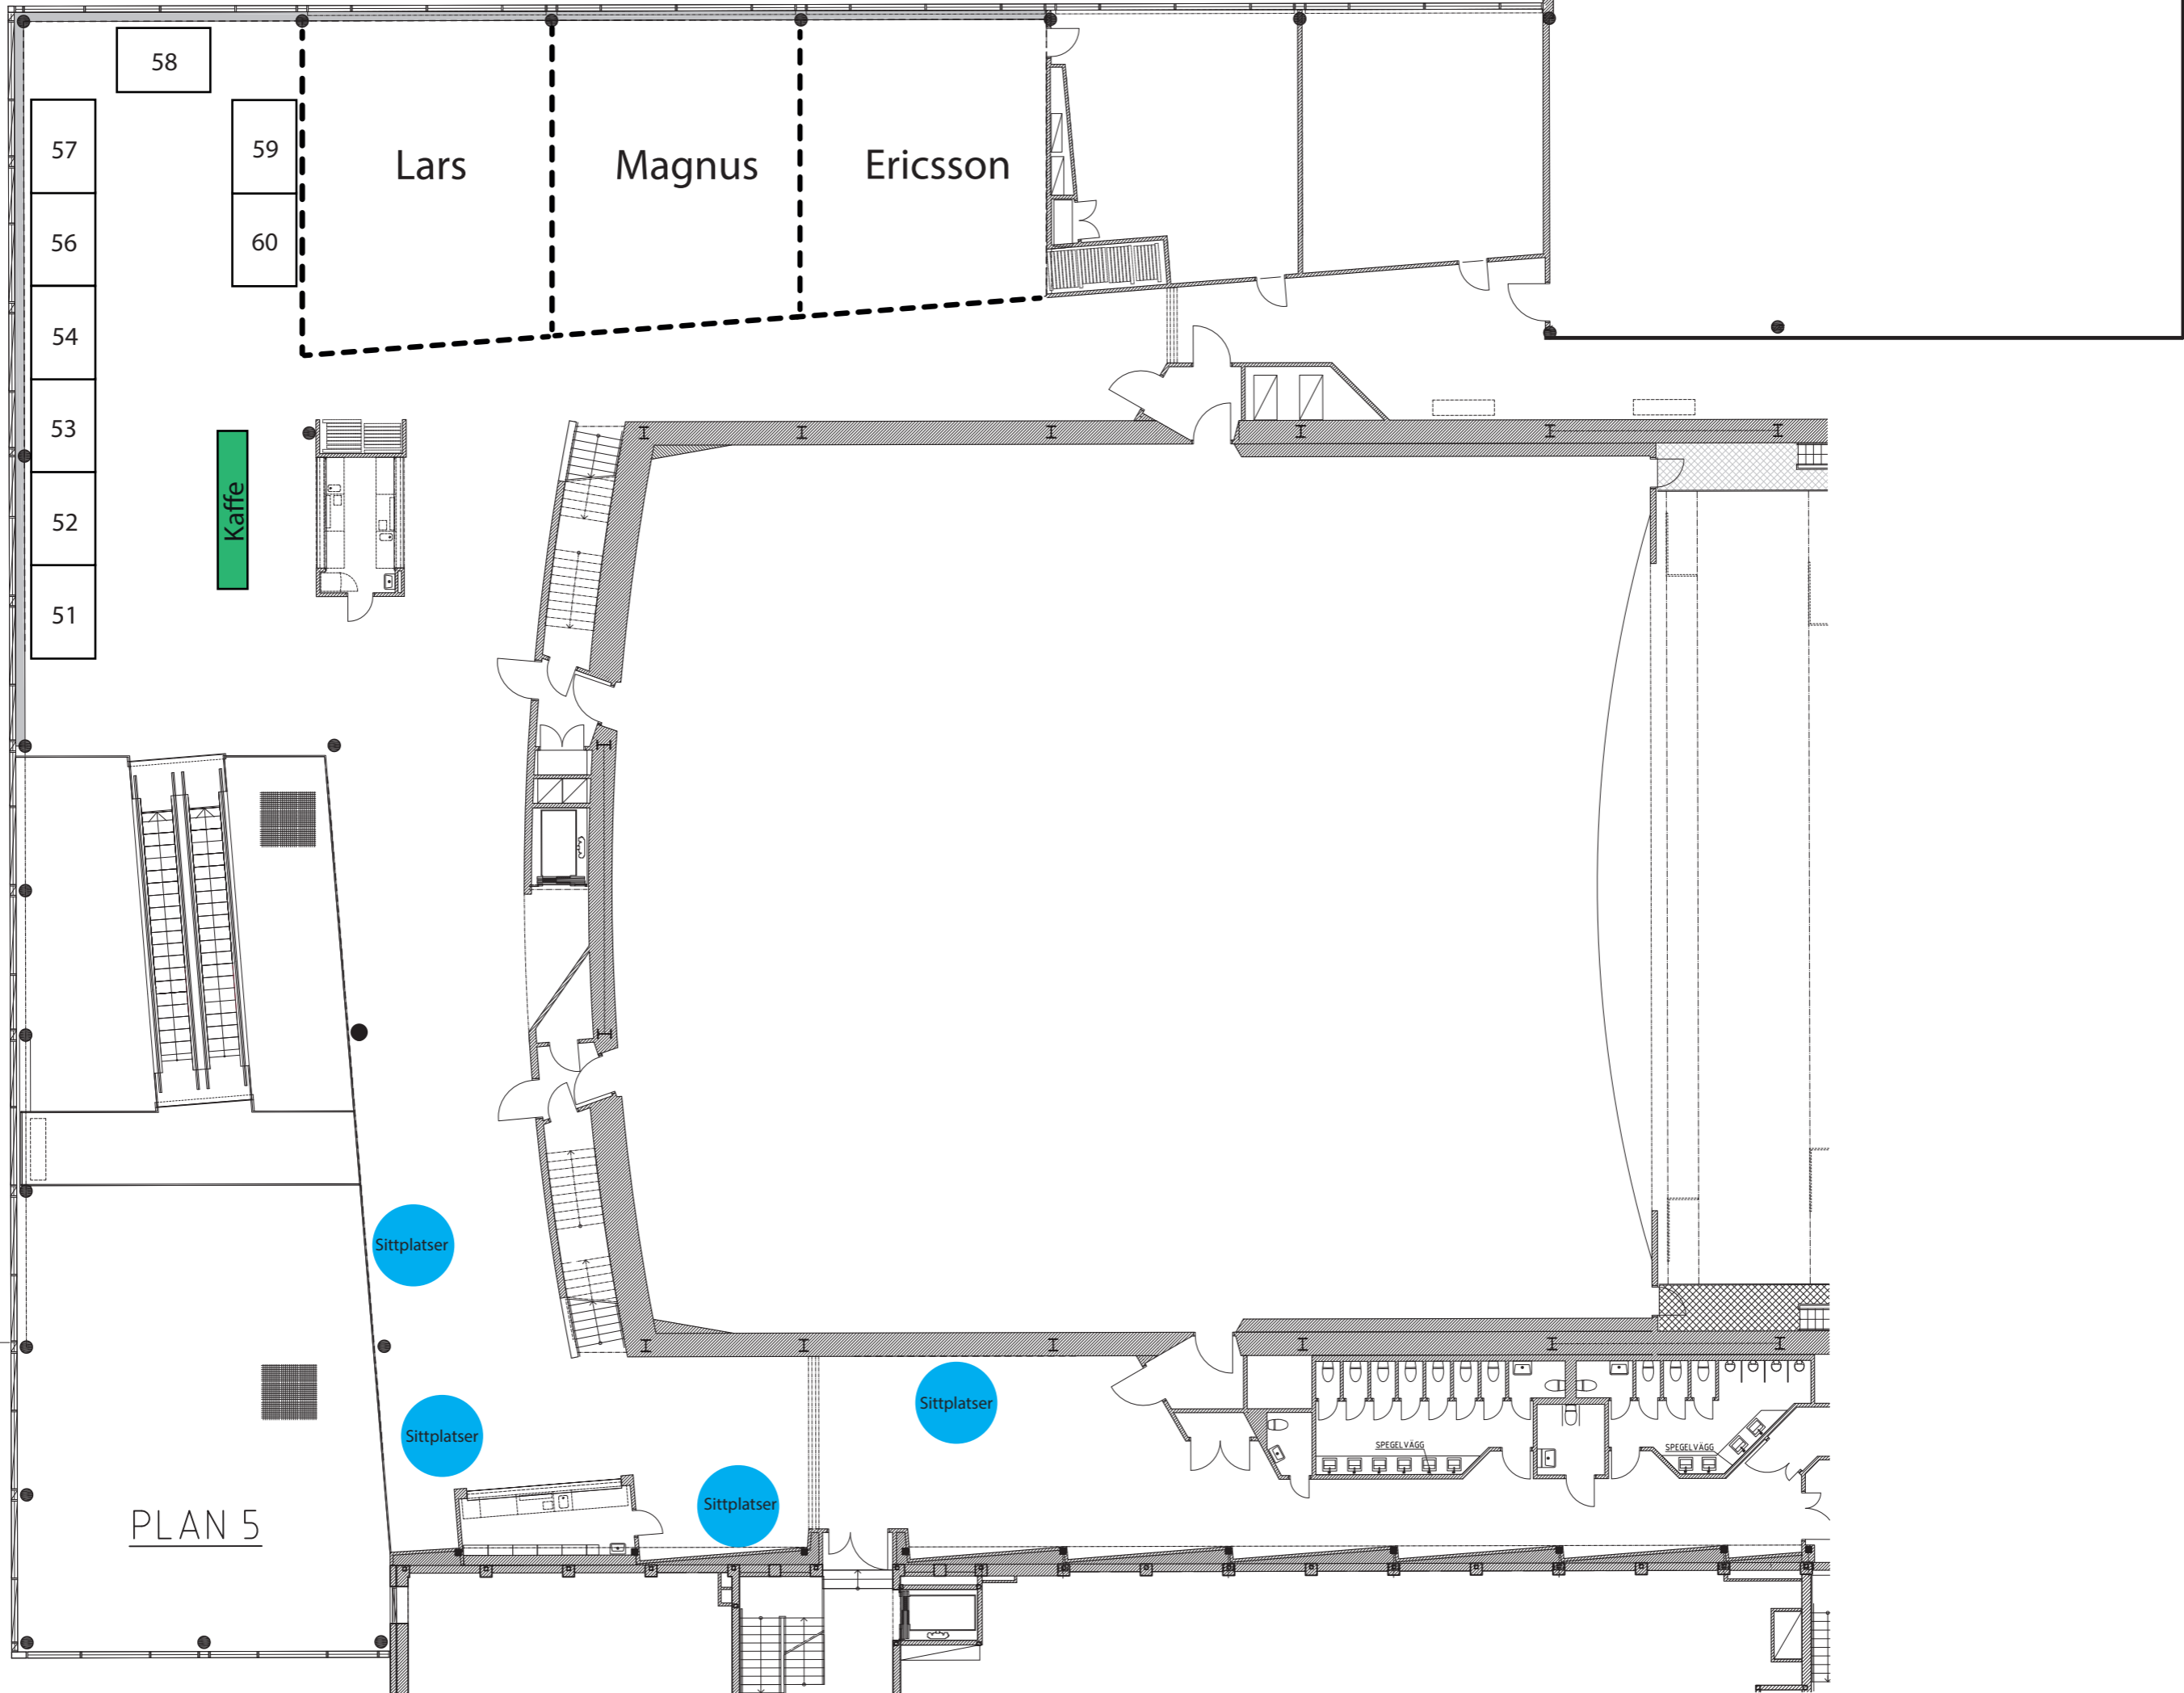 58
57
59
Lars
Magnus
Ericsson
56
60
54
53
Kaffe
52
51
Sittplatser
Sittplatser
Sittplatser
Sittplatser
SPEGELVÄGG
SPEGELVÄGG
PLAN 5